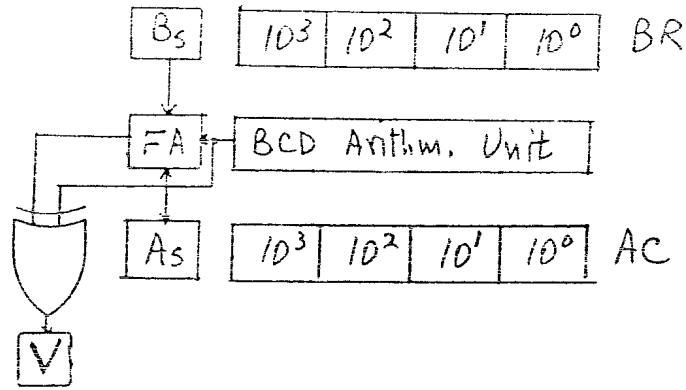 Bs 10³ 10² 10¹ 10⁰ BR
FA BCD Arithm. Unit
As 10³ 10² 10¹ 10⁰ AC
V